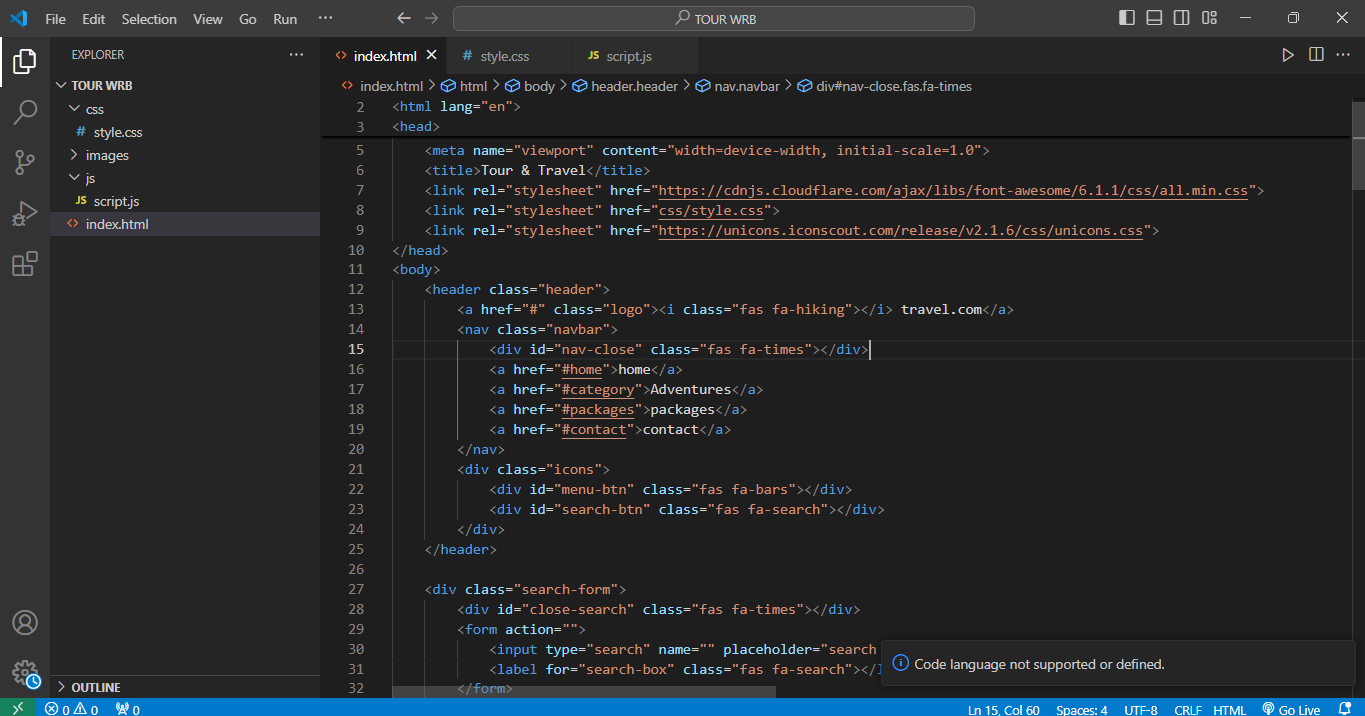 File Edit Selection View Go Run ···
TOUR WRB
EXPLORER ···
TOUR WRB
css
# style.css
images
js
JS script.js
<> index.html
OUTLINE
<> index.html
# style.css
JS script.js
<> index.html > html > body > header.header > nav.navbar > div#nav-close.fas.fa-times
2 <html lang="en">
3 <head>
5 <meta name="viewport" content="width=device-width, initial-scale=1.0">
6 <title>Tour & Travel</title>
7 <link rel="stylesheet" href="https://cdnjs.cloudflare.com/ajax/libs/font-awesome/6.1.1/css/all.min.css">
8 <link rel="stylesheet" href="css/style.css">
9 <link rel="stylesheet" href="https://unicons.iconscout.com/release/v2.1.6/css/unicons.css">
10 </head>
11 <body>
12 <header class="header">
13 <a href="#" class="logo"><i class="fas fa-hiking"></i> travel.com</a>
14 <nav class="navbar">
15 <div id="nav-close" class="fas fa-times"></div>
16 <a href="#home">home</a>
17 <a href="#category">Adventures</a>
18 <a href="#packages">packages</a>
19 <a href="#contact">contact</a>
20 </nav>
21 <div class="icons">
22 <div id="menu-btn" class="fas fa-bars"></div>
23 <div id="search-btn" class="fas fa-search"></div>
24 </div>
25 </header>
26
27 <div class="search-form">
28 <div id="close-search" class="fas fa-times"></div>
29 <form action="">
30 <input type="search" name="" placeholder="search
31 <label for="search-box" class="fas fa-search"></l
32 </form>
Code language not supported or defined.
0 0 0
Ln 15, Col 60 Spaces: 4 UTF-8 CRLF HTML Go Live